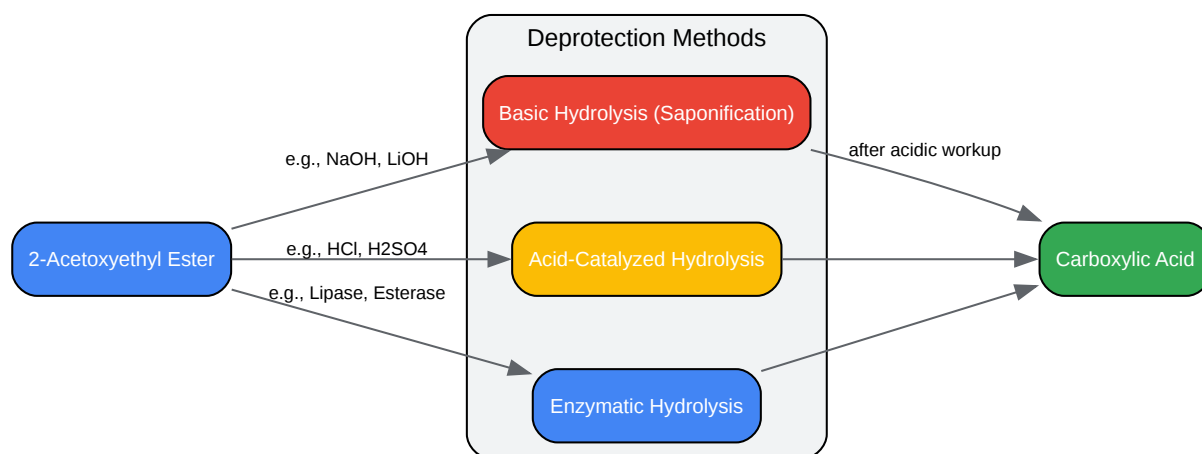 Deprotection Methods
Basic Hydrolysis (Saponification)
e.g., NaOH, LiOH
after acidic workup
2-Acetoxyethyl Ester
e.g., HCl, H2SO4
Acid-Catalyzed Hydrolysis
Carboxylic Acid
e.g., Lipase, Esterase
Enzymatic Hydrolysis